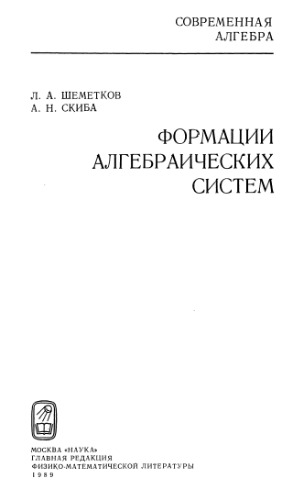 СОВРЕМЕННАЯ
АЛГЕБРА
Л. А. ШЕМЕТКОВ
А. Н. СКИБА
ФОРМАЦИИ
АЛГЕБРАИЧЕСКИХ
СИСТЕМ
МОСКВА «НАУКА»
ГЛАВНАЯ РЕДАКЦИЯ
ФИЗИКО-МАТЕМАТИЧЕСКОЙ ЛИТЕРАТУРЫ
1989